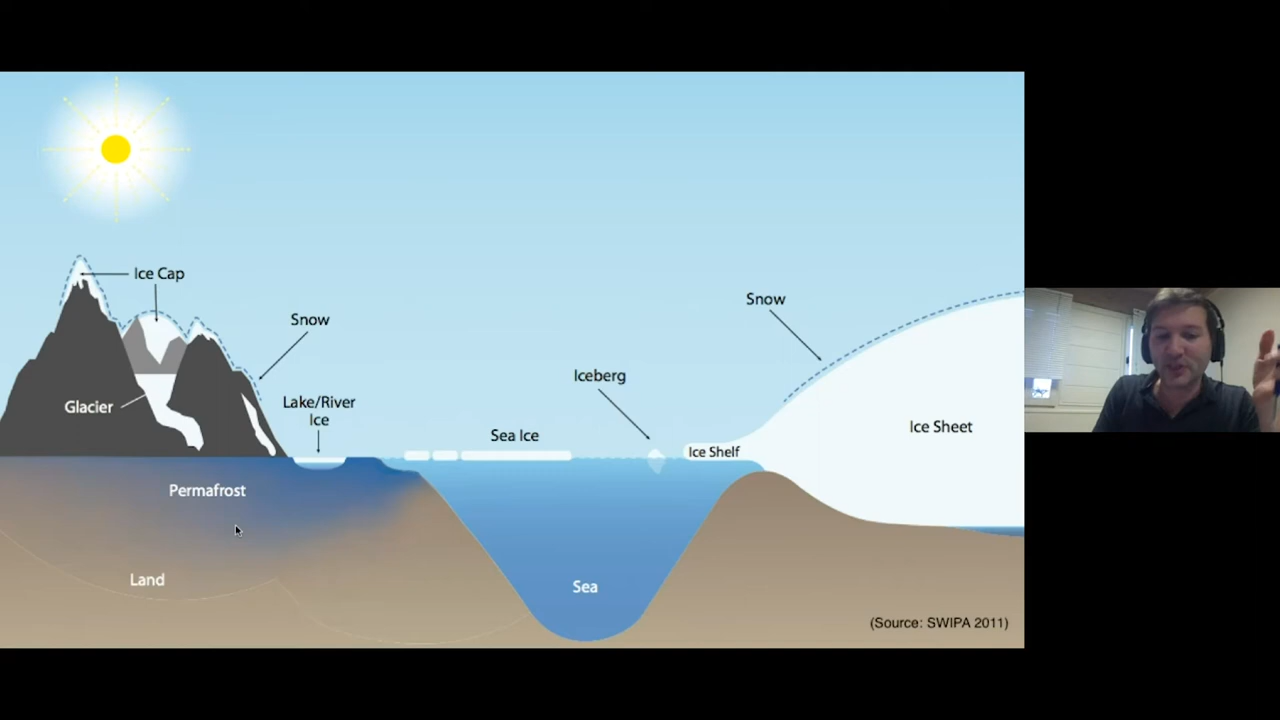 Ice Cap
Snow
Snow
Iceberg
Lake/River
Ice
Glacier
Sea Ice
Ice Shelf
Ice Sheet
Permafrost
Land
Sea
(Source: SWIPA 2011)